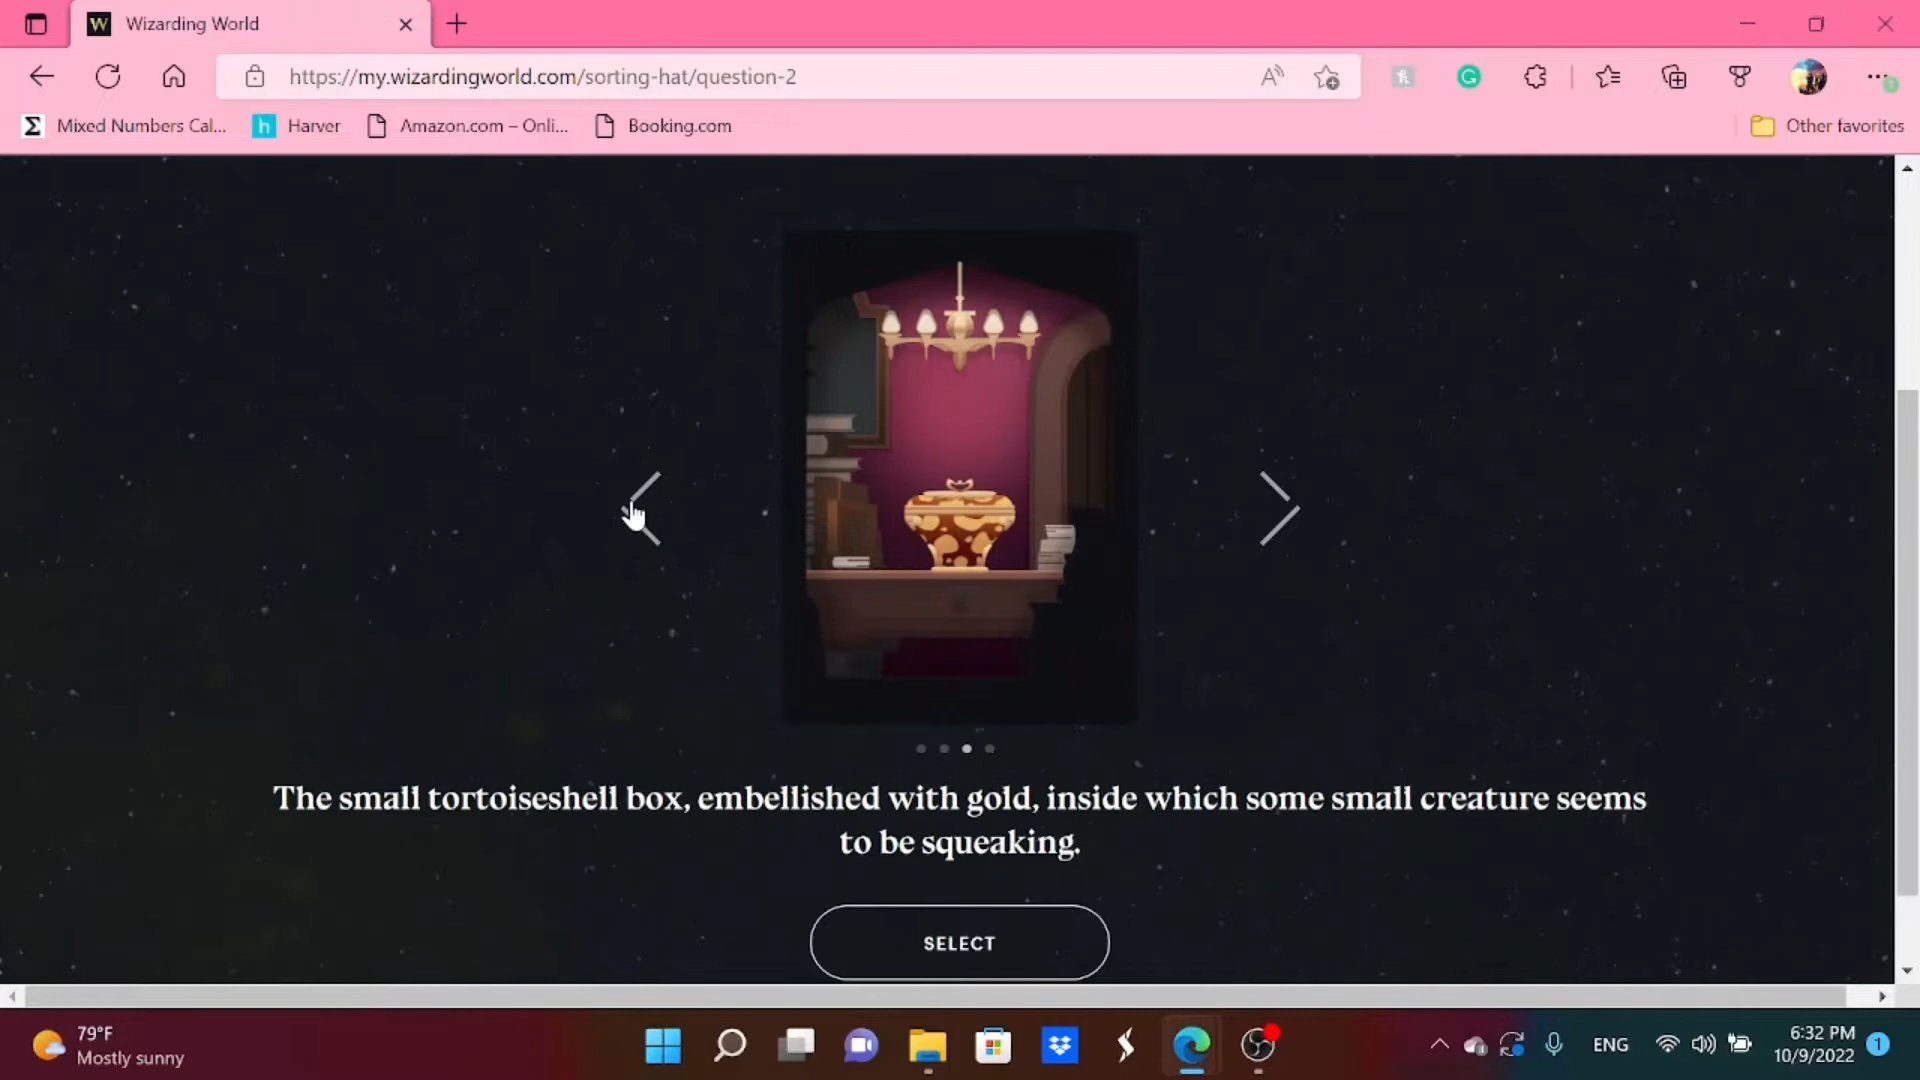 W Wizarding World
https://my.wizardingworld.com/sorting-hat/question-2
Σ Mixed Numbers Cal... h Harver Amazon.com – Onli... Booking.com Other favorites
The small tortoiseshell box, embellished with gold, inside which some small creature seems
to be squeaking.
SELECT
79°F
Mostly sunny
ENG
6:32 PM
10/9/2022
1